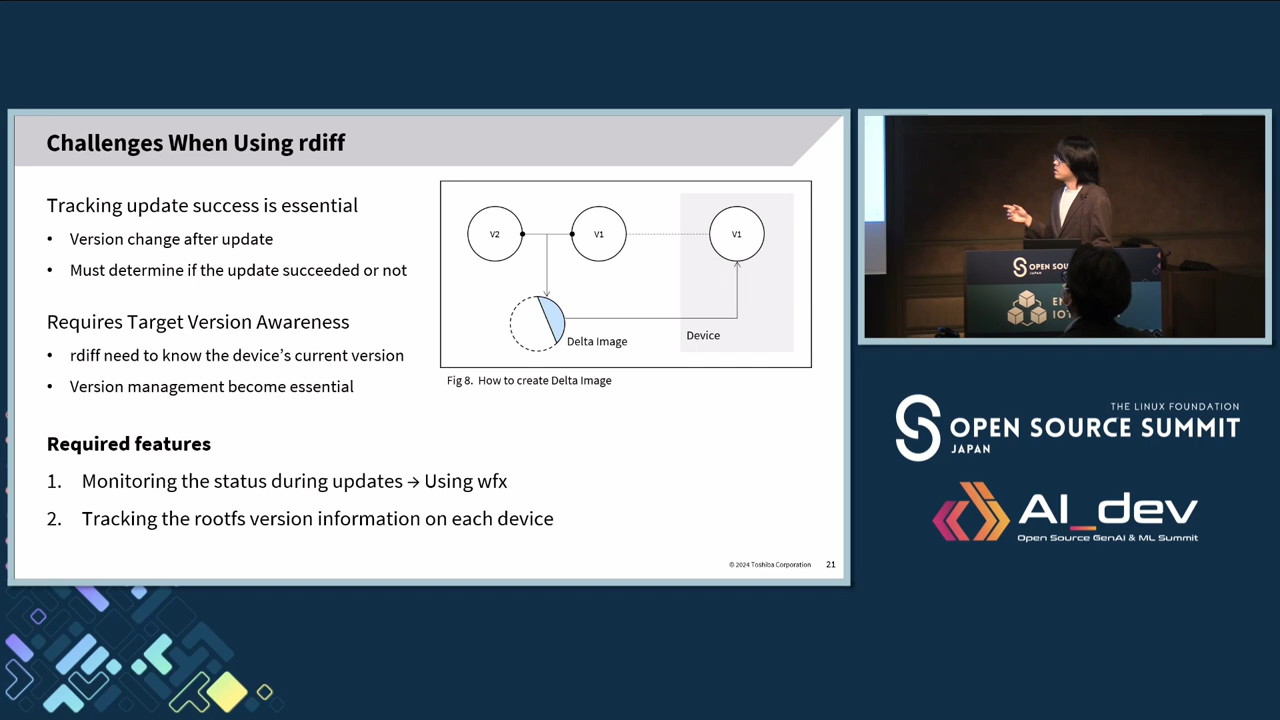 Challenges When Using rdiff
Tracking update success is essential
• Version change after update
• Must determine if the update succeeded or not
Requires Target Version Awareness
• rdiff need to know the device's current version
• Version management become essential
V2
V1
V1
Delta Image
Device
Fig 8. How to create Delta Image
Required features
1. Monitoring the status during updates → Using wfx
2. Tracking the rootfs version information on each device
© 2024 Toshiba Corporation
21
OPEN SOU
JAPAN
IOT
THE LINUX FOUNDATION
OPEN SOURCE SUMMIT
JAPAN
AI_dev
Open Source GenAI & ML Summit